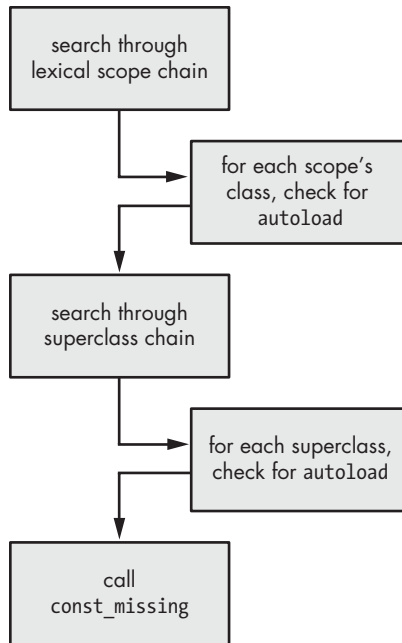 search through
lexical scope chain
for each scope's
class, check for
autoload
search through
superclass chain
for each superclass,
check for autoload
call
const_missing